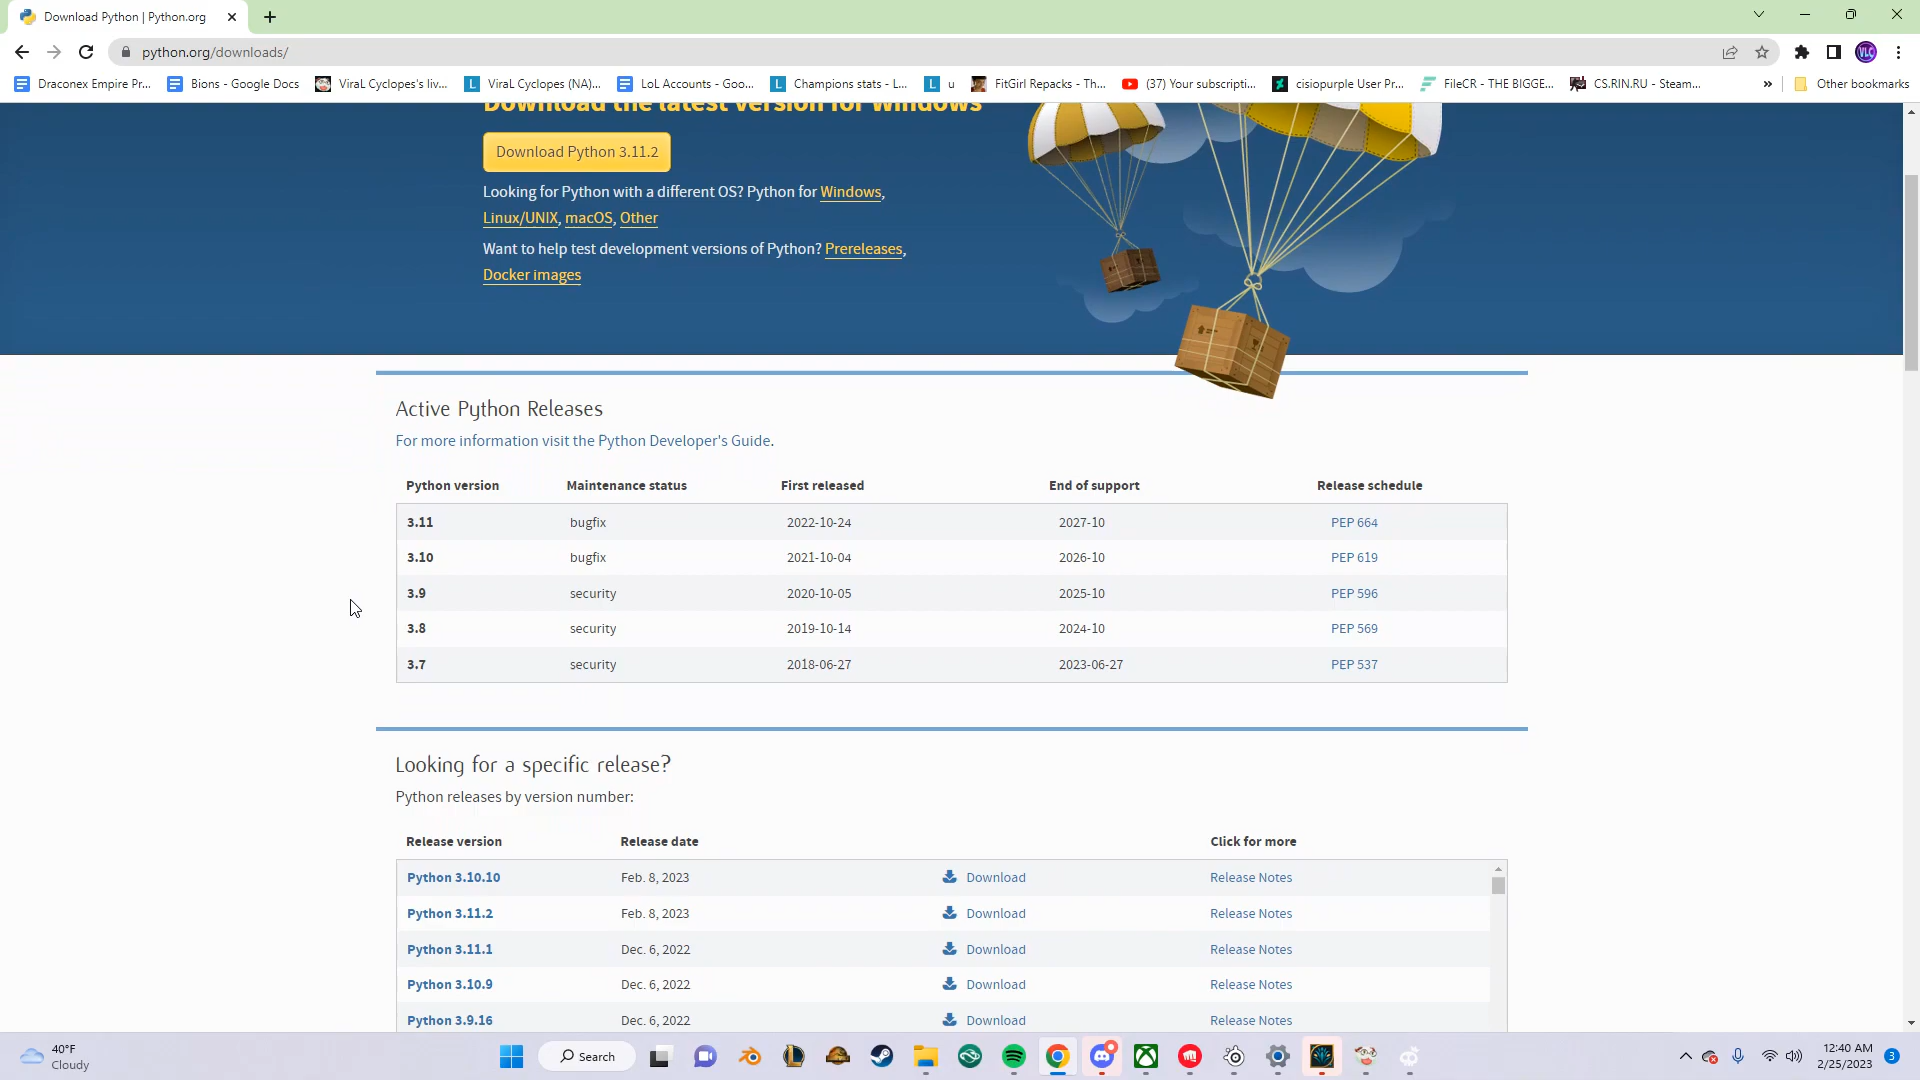 Download Python | Python.org
python.org/downloads/
VLC
Draconex Empire Pr...
Bions - Google Docs
ViraL Cyclopes's liv...
ViraL Cyclopes (NA)...
LoL Accounts - Goo...
Champions stats - L...
u
FitGirl Repacks - Th...
(37) Your subscripti...
cisiopurple User Pr...
FileCR - THE BIGGE...
CS.RIN.RU - Steam...
»
Other bookmarks
Download the latest version for Windows
Download Python 3.11.2
Looking for Python with a different OS? Python for Windows,
Linux/UNIX, macOS, Other
Want to help test development versions of Python? Prereleases,
Docker images
Active Python Releases
For more information visit the Python Developer's Guide.
Python version Maintenance status First released End of support Release schedule
3.11 bugfix 2022-10-24 2027-10 PEP 664
3.10 bugfix 2021-10-04 2026-10 PEP 619
3.9 security 2020-10-05 2025-10 PEP 596
3.8 security 2019-10-14 2024-10 PEP 569
3.7 security 2018-06-27 2023-06-27 PEP 537
Looking for a specific release?
Python releases by version number:
Release version Release date Click for more
Python 3.10.10 Feb. 8, 2023 Download Release Notes
Python 3.11.2 Feb. 8, 2023 Download Release Notes
Python 3.11.1 Dec. 6, 2022 Download Release Notes
Python 3.10.9 Dec. 6, 2022 Download Release Notes
Python 3.9.16 Dec. 6, 2022 Download Release Notes
40°F
Cloudy
Search
12:40 AM
2/25/2023
3